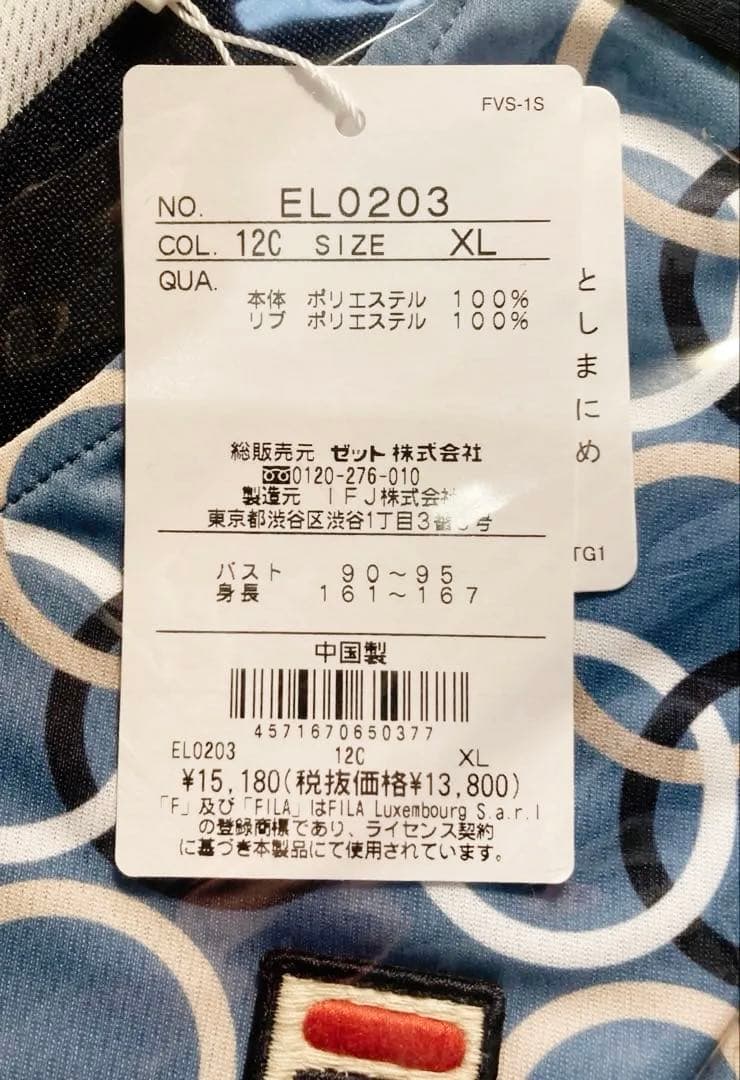 FVS-1S
NO. EL0203
COL. 12C SIZE XL
QUA.
本体 ポリエステル 100%
リブ ポリエステル 100%
総販売元 ゼット株式会社
0120-276-010
製造元 IFJ株式会社
東京都渋谷区渋谷1丁目3番 号
バスト 90~95
身長 161~167
中国製
4571670650377
EL0203 12C XL
¥15,180(税抜価格¥13,800)
「F」及び「FILA」はFILA Luxembourg S.a.r.l
の登録商標であり、ライセンス契約
に基づき本製品にて使用されています。
としまにめ
TG1